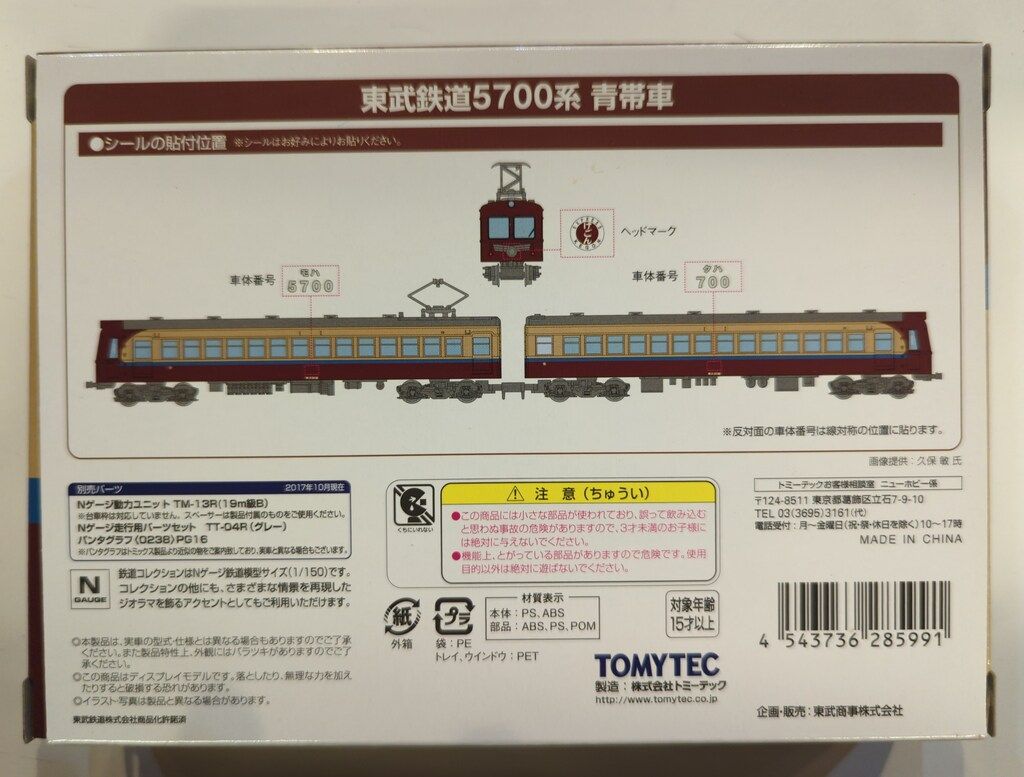 東武鉄道5700系 青帯車
●シールの貼付位置 ※シールはお好みによりお貼りください。
けごん
ヘッドマーク
車体番号
モハ
5700
車体番号
クハ
700
※反対面の車体番号は線対称の位置に貼ります。
画像提供：久保 敏 氏
別売パーツ 2017年10月現在
Nゲージ動力ユニット TM-13R(19m級B)
※台車枠は対応していません。スペーサーは製品付属のものをご使用ください。
Nゲージ走行用パーツセット TT-04R(グレー)
パンタグラフ(0238)PG16
※パンタグラフはトミックス製品より近似の物をご案内致しており、実車と異なる場合もございます。
N
GAUGE
鉄道コレクションはNゲージ鉄道模型サイズ(1/150)です。
コレクションの他にも、さまざまな情景を再現した
ジオラマを飾るアクセントとしてもご利用いただけます。
◎本製品は、実車の型式・仕様とは異なる場合もありますのでご了承
ください。また製品特性上、外観にはバラツキがありますのでご了
承ください。
◎この商品はディスプレイモデルです。落としたり、無理な力を加え
たりすると破損する恐れがあります。
◎イラスト・写真は製品と異なる場合があります。
東武鉄道株式会社商品化許諾済
くちにいれない
注 意 (ちゅうい)
●この商品には小さな部品が使われており、誤って飲み込む
と思わぬ事故の危険がありますので、3才未満のお子様に
は絶対に与えないでください。
●機能上、とがっている部品がありますので危険です。使用
目的以外は絶対に遊ばないでください。
紙
外箱
プラ
袋：PE
トレイ、ウインドウ：PET
材質表示
本体：PS、ABS
部品：ABS、PS、POM
対象年齢
15才以上
TOMYTEC
製造：株式会社トミーテック
http://www.tomytec.co.jp
トミーテックお客様相談室 ニューホビー係
〒124-8511 東京都葛飾区立石7-9-10
TEL 03(3695)3161(代)
電話受付：月～金曜日(祝・祭・休日を除く)10～17時
MADE IN CHINA
4 543736 285991
企画・販売：東武商事株式会社